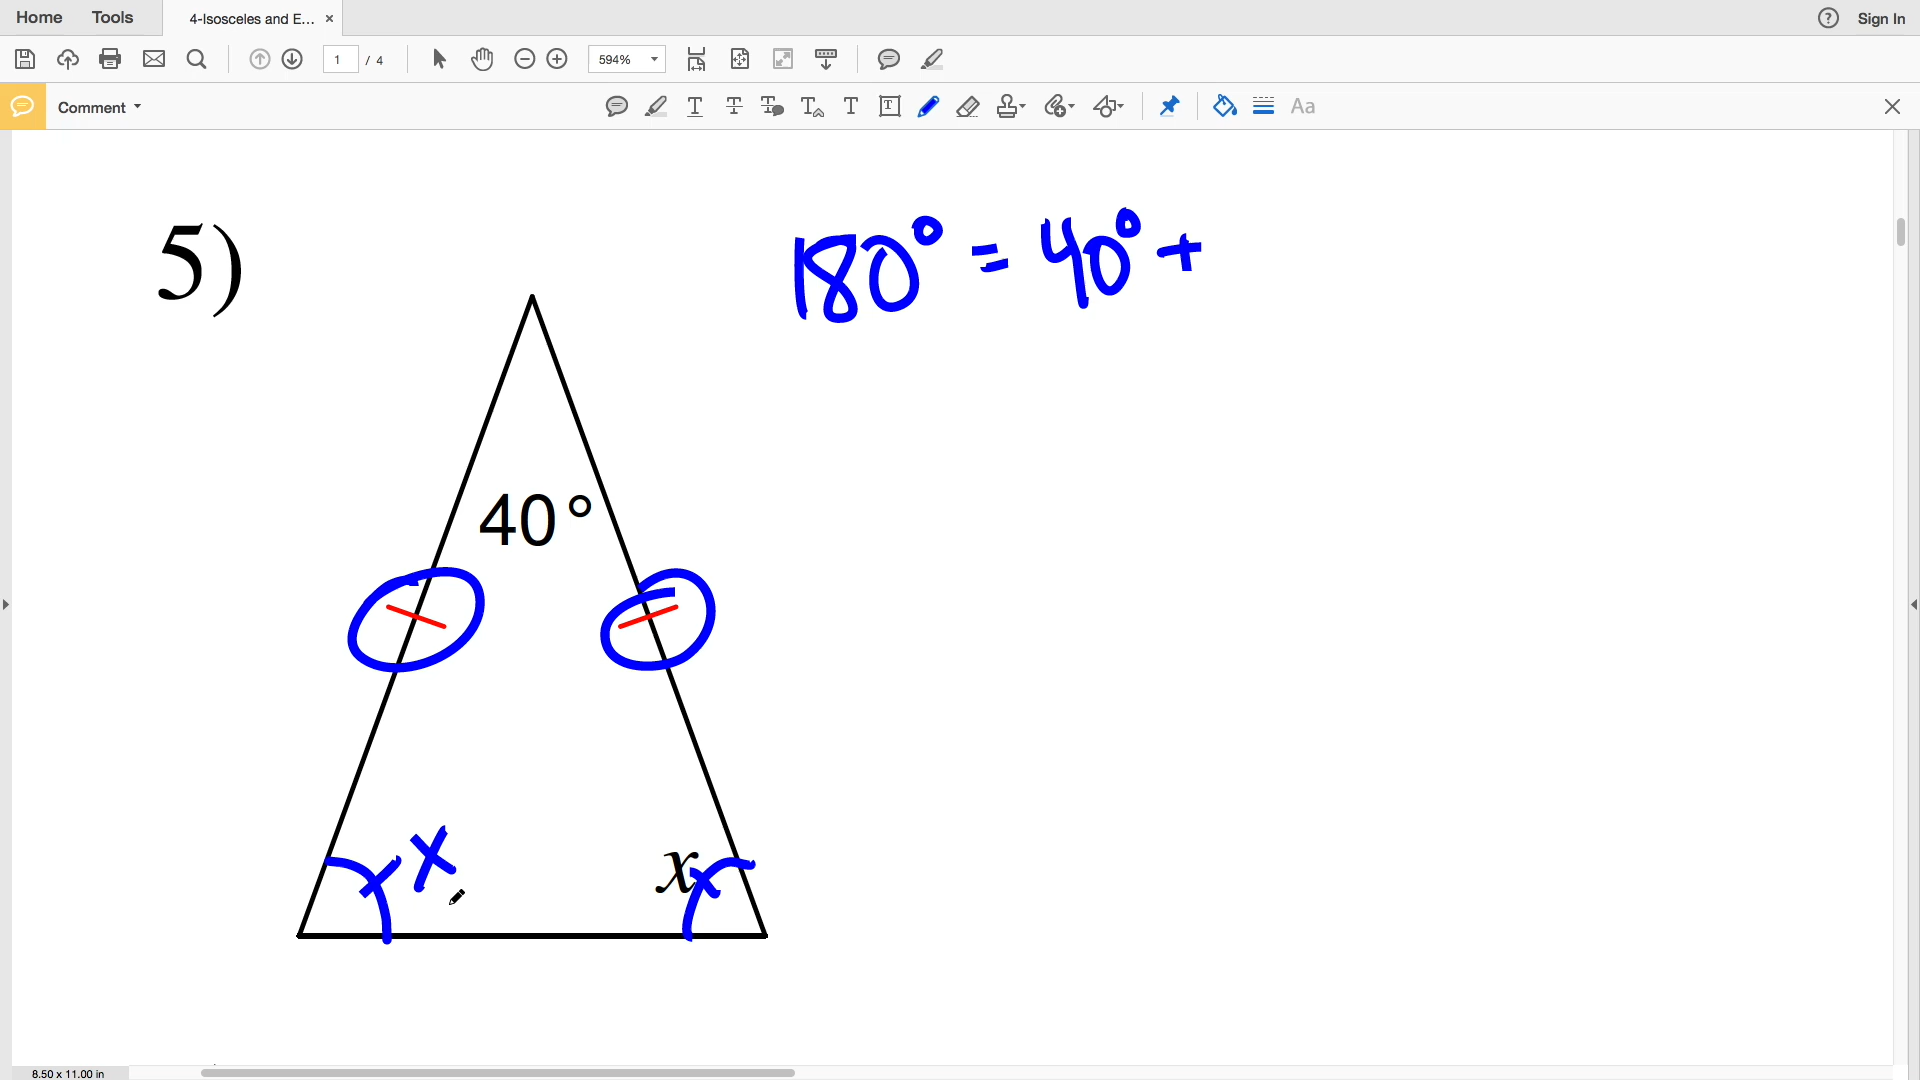 Home Tools 4-Isosceles and E... × ? Sign In
1 / 4 594%
Comment T T T T T T Aa
5) 180° = 40° +
40°
x x
8.50 x 11.00 in